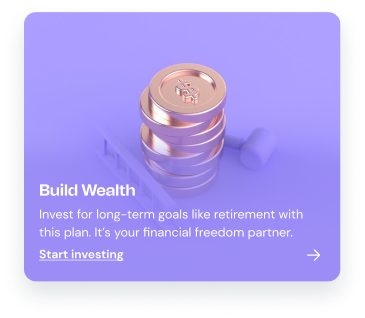 Build Wealth
Invest for long-term goals like retirement with
this plan. It’s your financial freedom partner.
Start investing